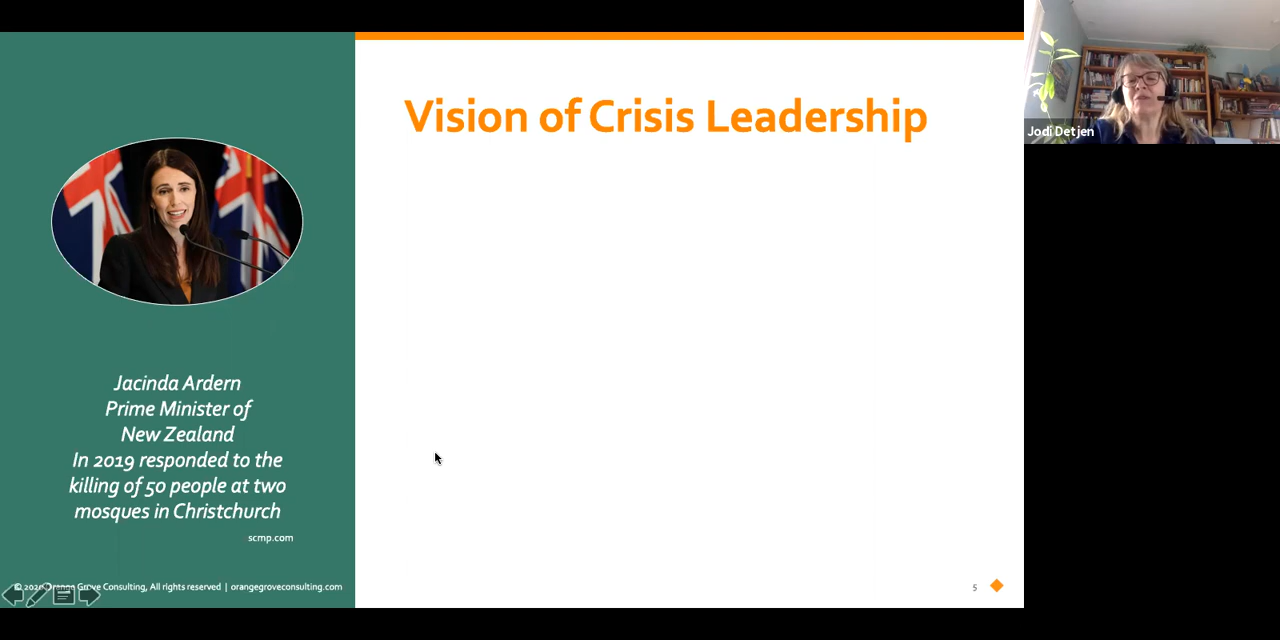 Vision of Crisis Leadership
Jodi Detjen
Jacinda Ardern
Prime Minister of
New Zealand
In 2019 responded to the
killing of 50 people at two
mosques in Christchurch
scmp.com
© 2020 Orange Grove Consulting, All rights reserved | orangegroveconsulting.com
5